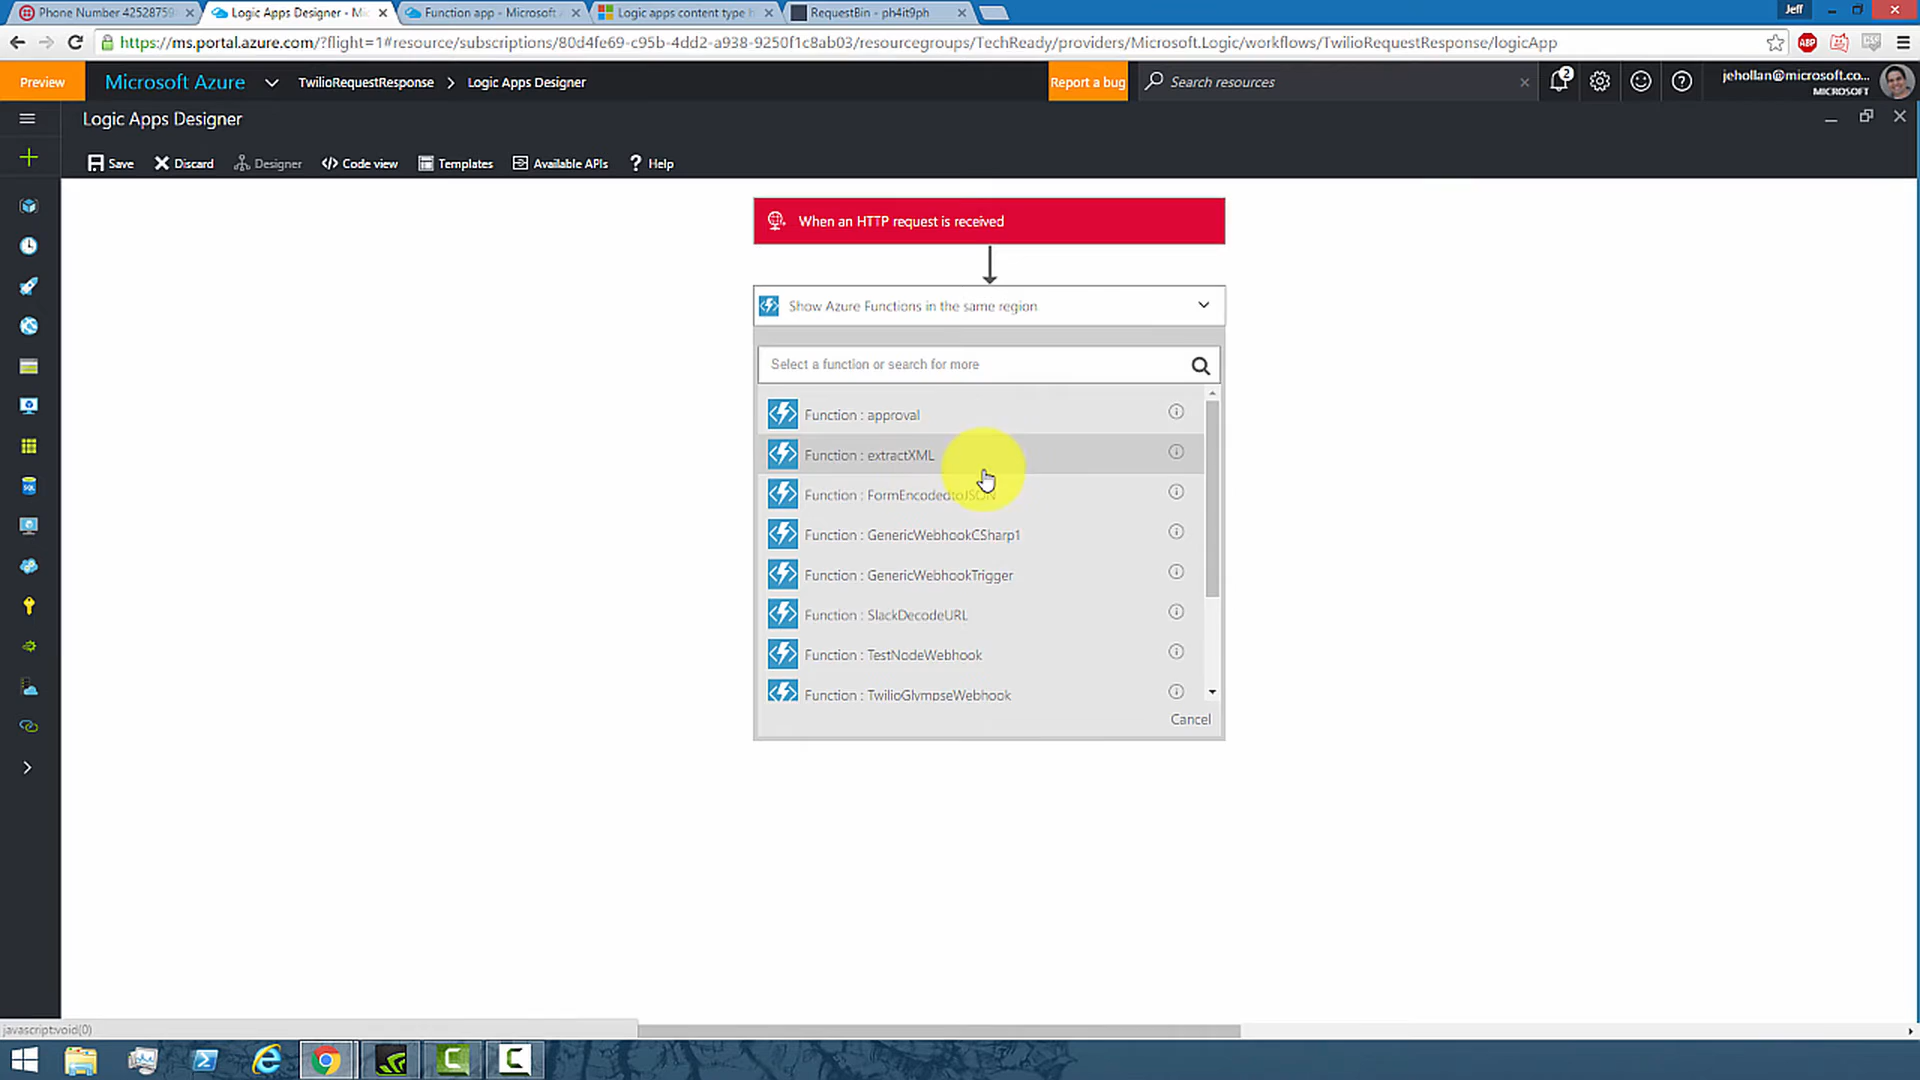 Phone Number 42528759
Logic Apps Designer - Mi
Function app - Microsoft
Logic apps content type h
RequestBin - ph4it9ph
Jeff
https://ms.portal.azure.com/?flight=1#resource/subscriptions/80d4fe69-c95b-4dd2-a938-9250f1c8ab03/resourcegroups/TechReady/providers/Microsoft.Logic/workflows/TwilioRequestResponse/logicApp
ABP
Preview
Microsoft Azure
TwilioRequestResponse > Logic Apps Designer
Report a bug
Search resources
2
jehollan@microsoft.co...
MICROSOFT
Logic Apps Designer
Save
Discard
Designer
Code view
Templates
Available APIs
Help
When an HTTP request is received
Show Azure Functions in the same region
Select a function or search for more
Function : approval
Function : extractXML
Function : FormEncodedtoJSON
Function : GenericWebhookCSharp1
Function : GenericWebhookTrigger
Function : SlackDecodeURL
Function : TestNodeWebhook
Function : TwilioGlympseWebhook
Cancel
SQL
javascript:void(0)